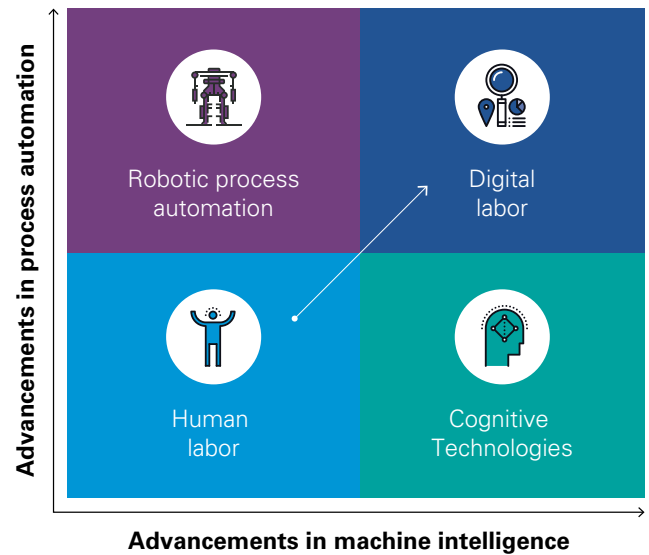 Advancements in process automation
Robotic process
automation
Digital
labor
Human
labor
Cognitive
Technologies
Advancements in machine intelligence